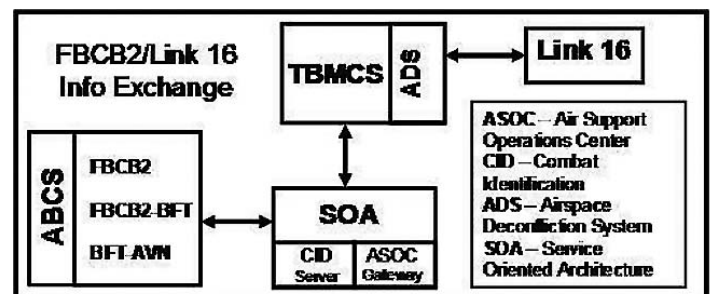 FBCB2/Link 16
Info Exchange
TBMCS
ADS
Link 16
ABCS
FBCB2
FBCB2-BFT
BFT-AVN
SOA
CID
Server
ASOC
Gateway
ASOC – Air Support
Operations Center
CID – Combat
Identification
ADS – Airspace
Deconfliction System
SOA – Service
Oriented Architecture